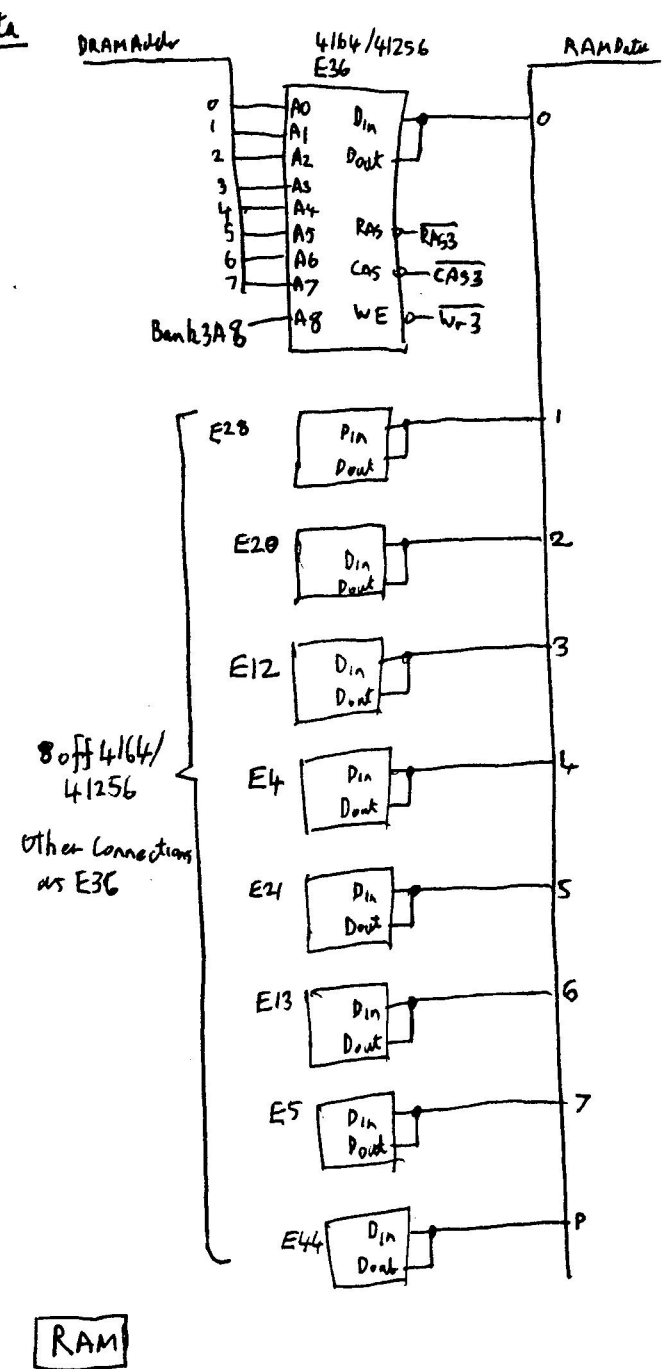 ta
DRAMAddr
4164/41256
E36
RAMData
0 A0 Din 0
1 A1
2 A2 Dout
3 A3
4 A4
5 A5 RAS RAS3
6 A6 CAS CAS3
7 A7
Bank3A8 A8 WE Wr3
E28 Din 1
Dout
E20 Din 2
Dout
E12 Din 3
Dout
8 off 4164/
41256
Other Connections
as E36
E4 Din 4
Dout
E21 Din 5
Dout
E13 Din 6
Dout
E5 Din 7
Dout
E44 Din P
Dout
RAM